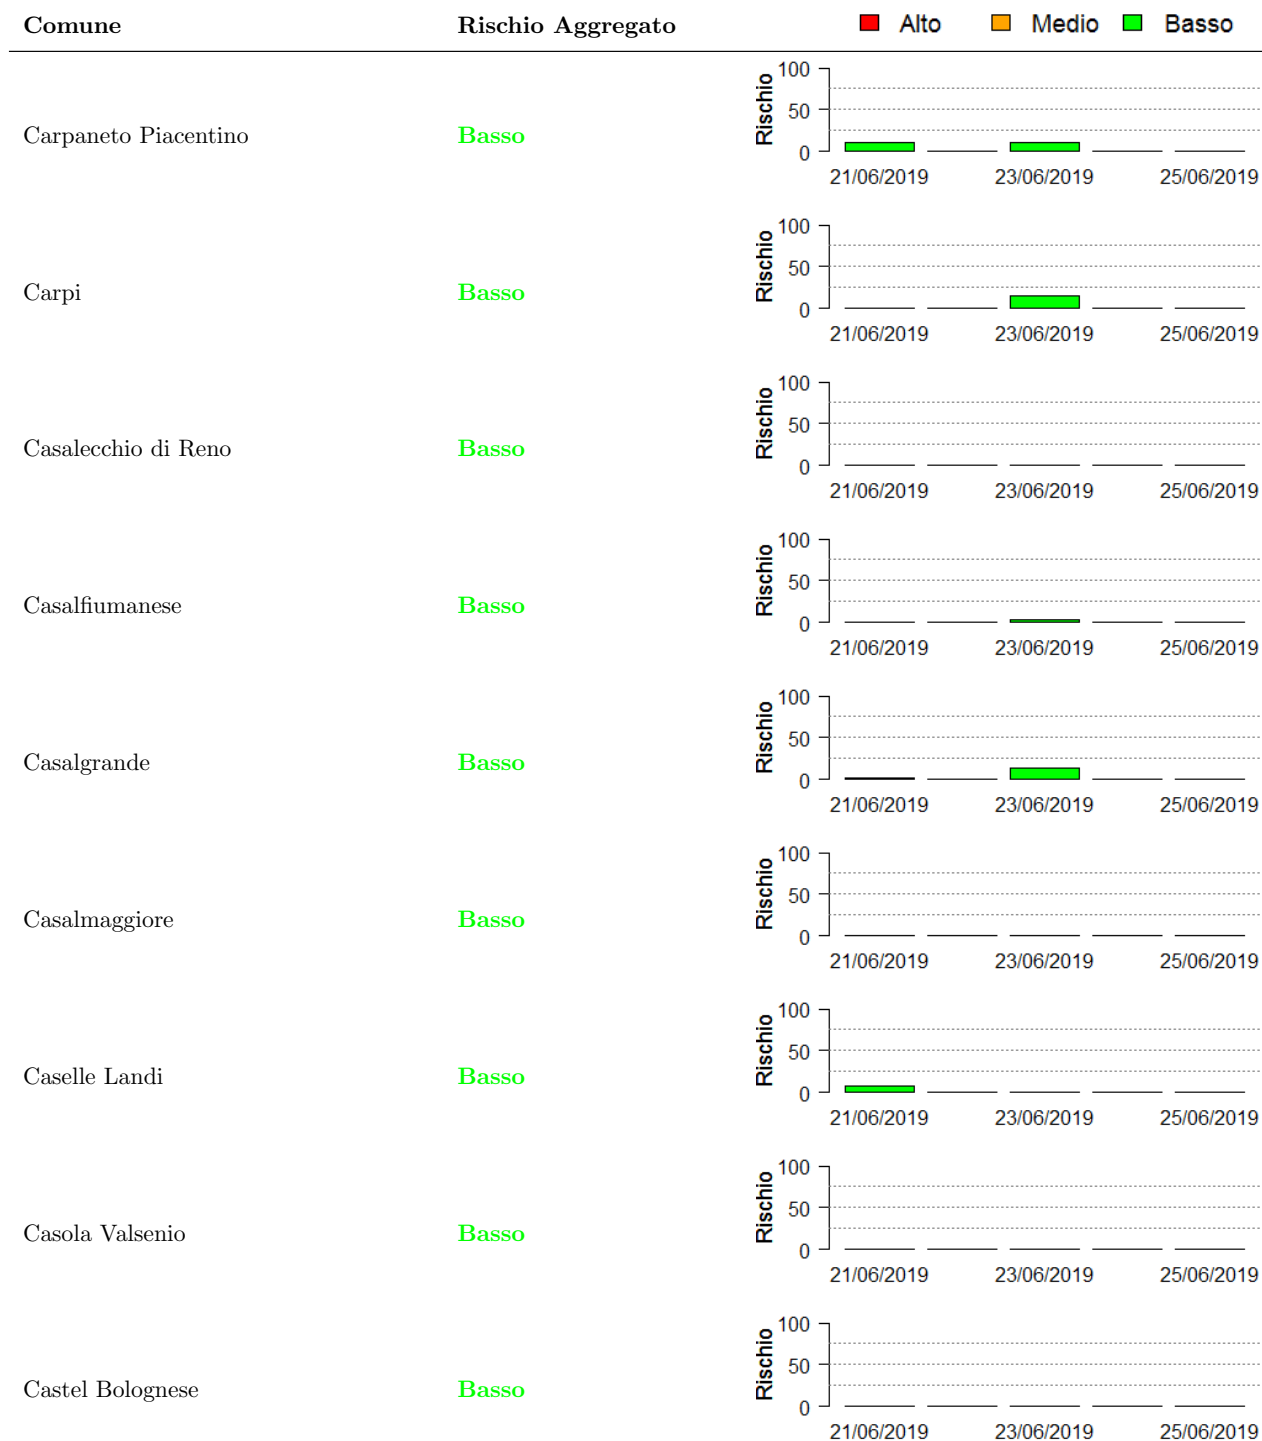 Comune Rischio Aggregato Alto Medio Basso
100
50
0
Rischio
Carpaneto Piacentino Basso
21/06/2019 23/06/2019 25/06/2019
100
50
0
Rischio
Carpi Basso
21/06/2019 23/06/2019 25/06/2019
100
50
0
Rischio
Casalecchio di Reno Basso
21/06/2019 23/06/2019 25/06/2019
100
50
0
Rischio
Casalfiumanese Basso
21/06/2019 23/06/2019 25/06/2019
100
50
0
Rischio
Casalgrande Basso
21/06/2019 23/06/2019 25/06/2019
100
50
0
Rischio
Casalmaggiore Basso
21/06/2019 23/06/2019 25/06/2019
100
50
0
Rischio
Caselle Landi Basso
21/06/2019 23/06/2019 25/06/2019
100
50
0
Rischio
Casola Valsenio Basso
21/06/2019 23/06/2019 25/06/2019
100
50
0
Rischio
Castel Bolognese Basso
21/06/2019 23/06/2019 25/06/2019